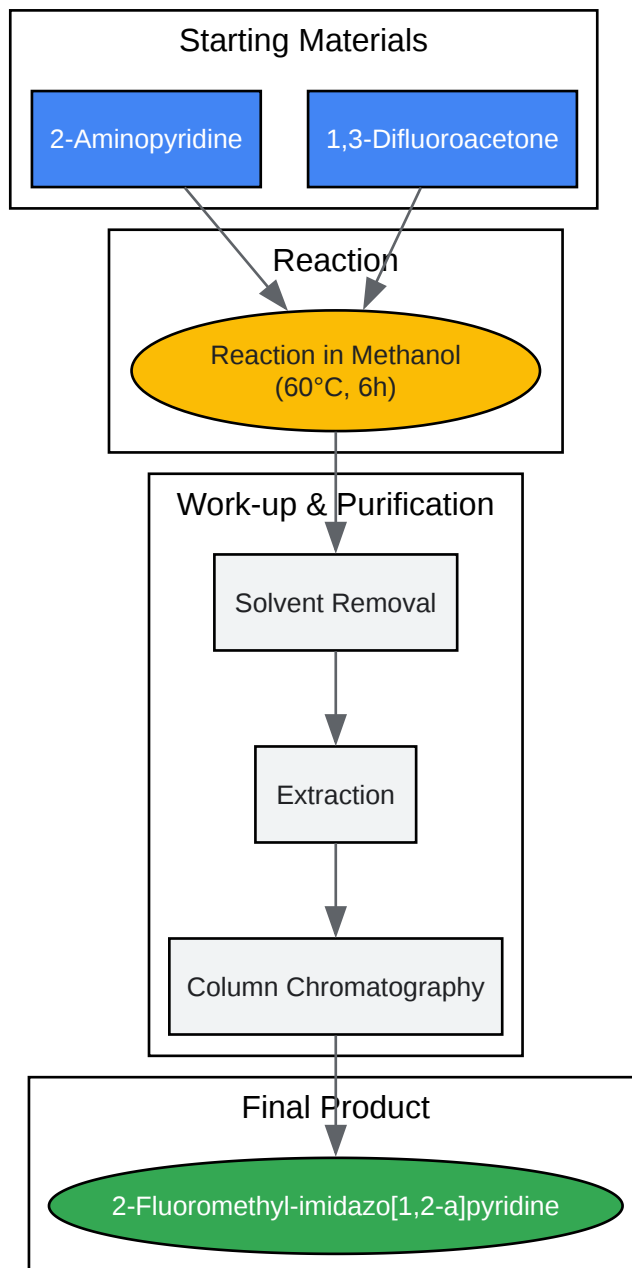 Starting Materials
2-Aminopyridine
1,3-Difluoroacetone
Reaction
Reaction in Methanol
(60°C, 6h)
Work-up & Purification
Solvent Removal
Extraction
Column Chromatography
Final Product
2-Fluoromethyl-imidazo[1,2-a]pyridine